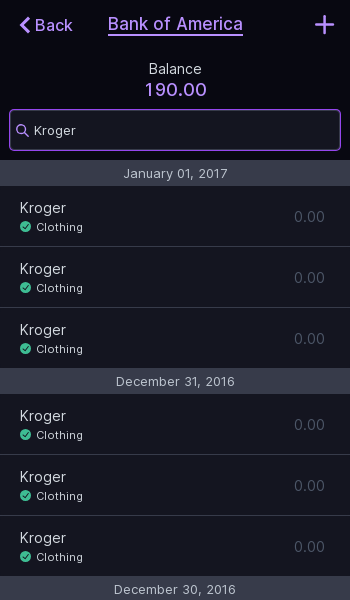 Back
Bank of America
Balance
190.00
Kroger
January 01, 2017
Kroger
0.00
Clothing
Kroger
0.00
Clothing
Kroger
0.00
Clothing
December 31, 2016
Kroger
0.00
Clothing
Kroger
0.00
Clothing
Kroger
0.00
Clothing
December 30, 2016